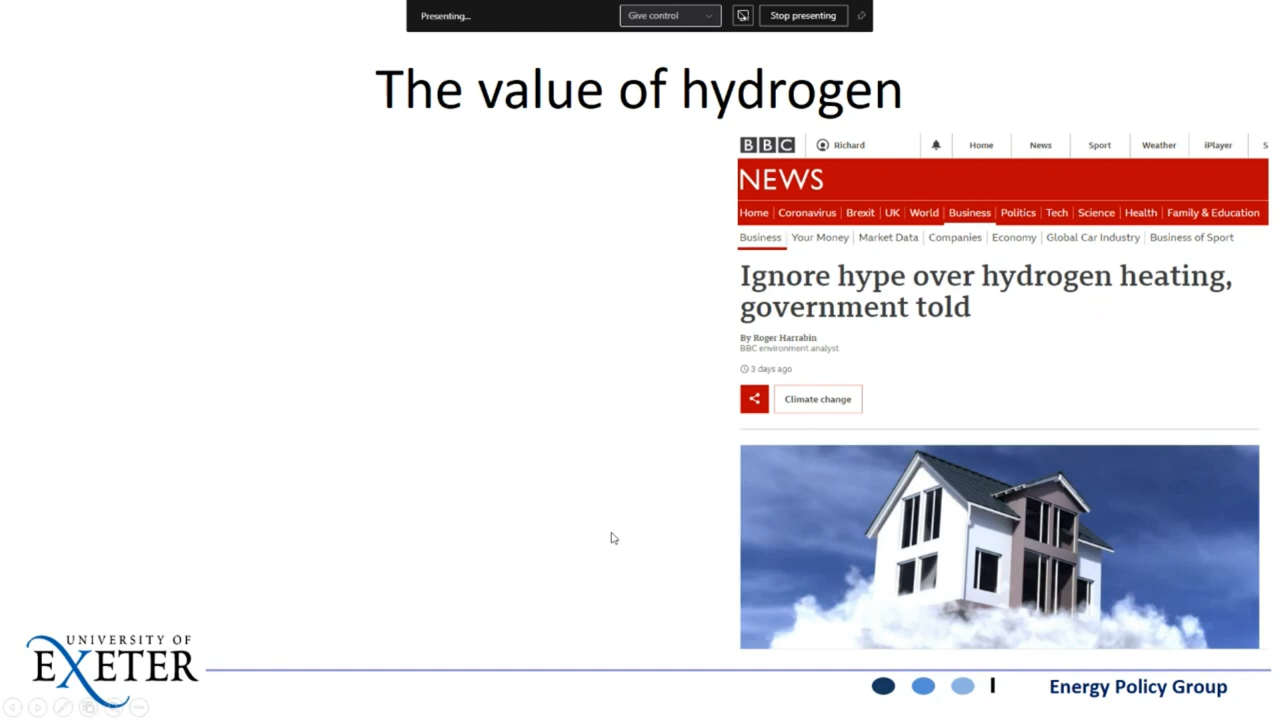 Presenting...
Give control
Stop presenting
The value of hydrogen
BBC Richard Home News Sport Weather iPlayer S
NEWS
Home Coronavirus Brexit UK World Business Politics Tech Science Health Family & Education
Business Your Money Market Data Companies Economy Global Car Industry Business of Sport
Ignore hype over hydrogen heating,
government told
By Roger Harrabin
BBC environment analyst
3 days ago
Climate change
UNIVERSITY OF
EXETER
Energy Policy Group